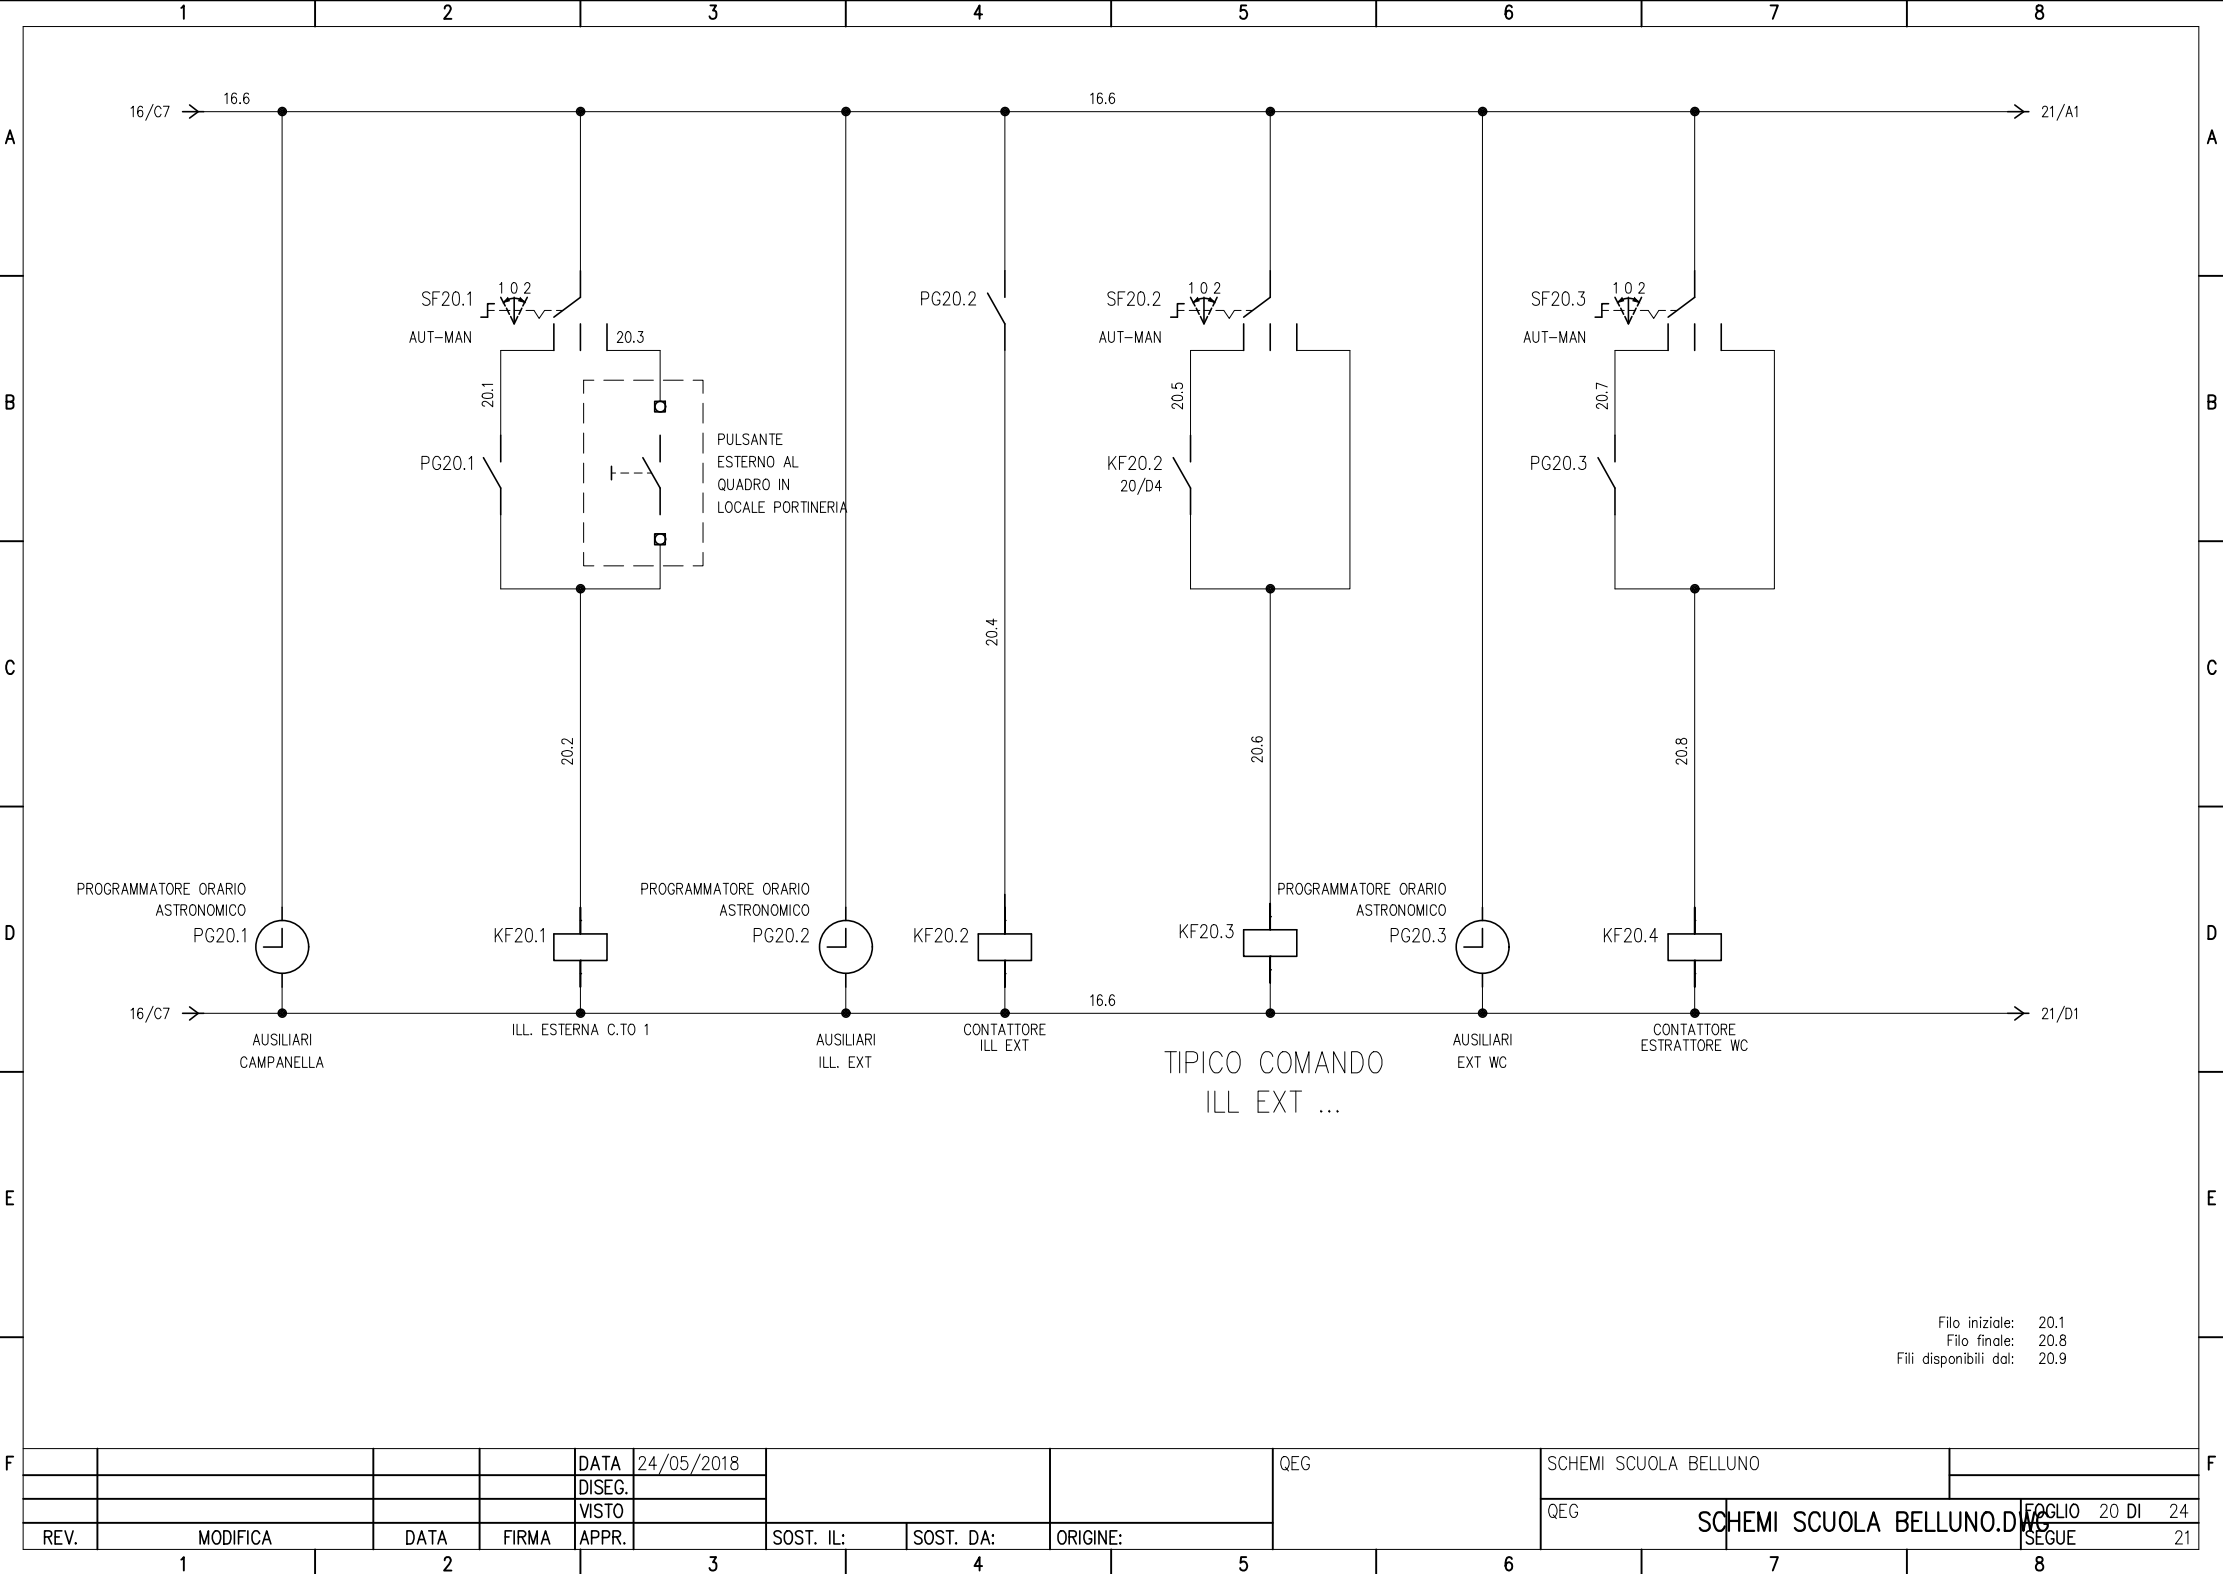 1 2 3 4 5 6 7 8
16/C7
16.6
16.6
21/A1
A
A
SF20.1
1 0 2
AUT-MAN
20.3
20.1
PG20.1
PULSANTE
ESTERNO AL
QUADRO IN
LOCALE PORTINERIA
20.2
PG20.2
20.4
SF20.2
1 0 2
AUT-MAN
20.5
KF20.2
20/D4
20.6
SF20.3
1 0 2
AUT-MAN
20.7
PG20.3
20.8
B
B
C
C
PROGRAMMATORE ORARIO
ASTRONOMICO
PG20.1
KF20.1
PROGRAMMATORE ORARIO
ASTRONOMICO
PG20.2
KF20.2
KF20.3
PROGRAMMATORE ORARIO
ASTRONOMICO
PG20.3
KF20.4
D
D
16/C7
16.6
21/D1
AUSILIARI
CAMPANELLA
ILL. ESTERNA C.TO 1
AUSILIARI
ILL. EXT
CONTATTORE
ILL EXT
TIPICO COMANDO
ILL EXT ...
AUSILIARI
EXT WC
CONTATTORE
ESTRATTORE WC
E
E
Filo iniziale: 20.1
Filo finale: 20.8
Fili disponibili dal: 20.9
F
F
DATA 24/05/2018
DISEG.
VISTO
REV. MODIFICA DATA FIRMA APPR. SOST. IL: SOST. DA: ORIGINE:
QEG
SCHEMI SCUOLA BELLUNO
QEG
SCHEMI SCUOLA BELLUNO.DWG
FOGLIO 20 DI 24
SEGUE 21
1 2 3 4 5 6 7 8